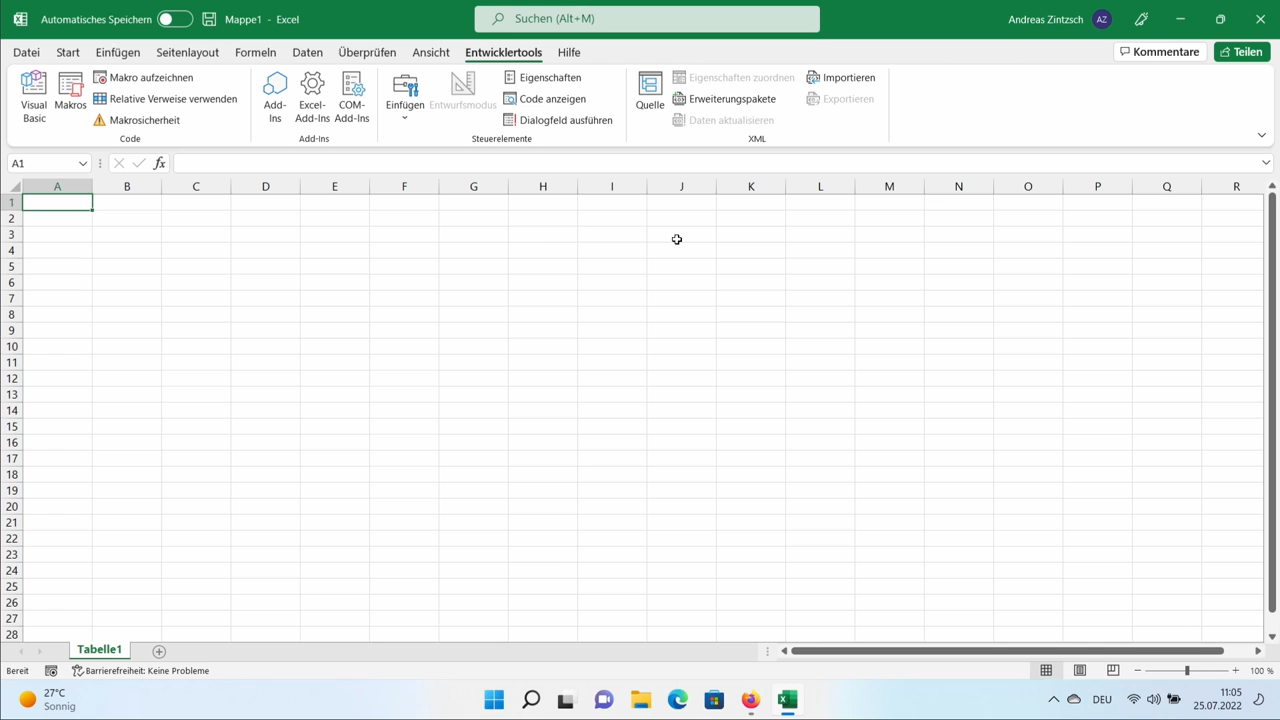 Automatisches Speichern Mappe1 - Excel Suchen (Alt+M) Andreas Zintzsch AZ
Datei Start Einfügen Seitenlayout Formeln Daten Überprüfen Ansicht Entwicklertools Hilfe Kommentare Teilen
Visual Basic
Makros
Makro aufzeichnen
Relative Verweise verwenden
Makrosicherheit
Code
Add-Ins
Excel-Add-Ins
COM-Add-Ins
Add-Ins
Einfügen
Entwurfsmodus
Eigenschaften
Code anzeigen
Dialogfeld ausführen
Steuerelemente
Quelle
Eigenschaften zuordnen
Erweiterungspakete
Daten aktualisieren
Importieren
Exportieren
XML
A1 fx
A B C D E F G H I J K L M N O P Q R
1
2
3
4
5
6
7
8
9
10
11
12
13
14
15
16
17
18
19
20
21
22
23
24
25
26
27
28
Tabelle1
Bereit Barrierefreiheit: Keine Probleme 100 %
27°C
Sonnig
DEU
11:05
25.07.2022